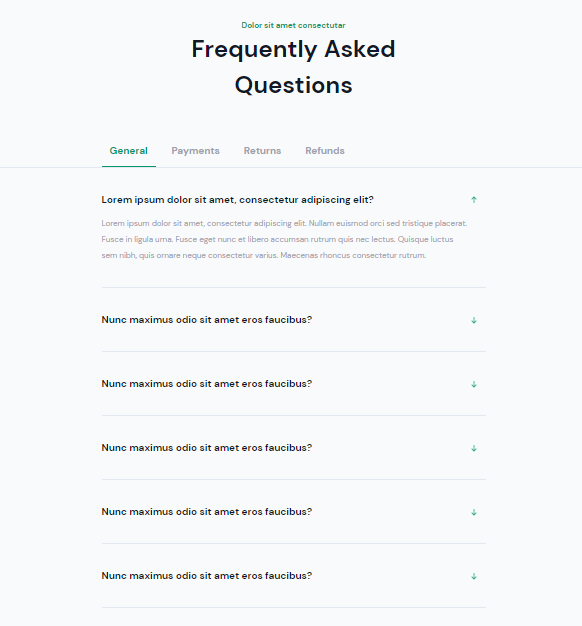 Dolor sit amet consectutar
Frequently Asked
Questions
General Payments Returns Refunds
Lorem ipsum dolor sit amet, consectetur adipiscing elit? ↑
Lorem ipsum dolor sit amet, consectetur adipiscing elit. Nullam euismod orci sed tristique placerat.
Fusce in ligula urna. Fusce eget nunc et libero accumsan rutrum quis nec lectus. Quisque luctus
sem nibh, quis ornare neque consectetur varius. Maecenas rhoncus consectetur rutrum.
Nunc maximus odio sit amet eros faucibus? ↓
Nunc maximus odio sit amet eros faucibus? ↓
Nunc maximus odio sit amet eros faucibus? ↓
Nunc maximus odio sit amet eros faucibus? ↓
Nunc maximus odio sit amet eros faucibus? ↓